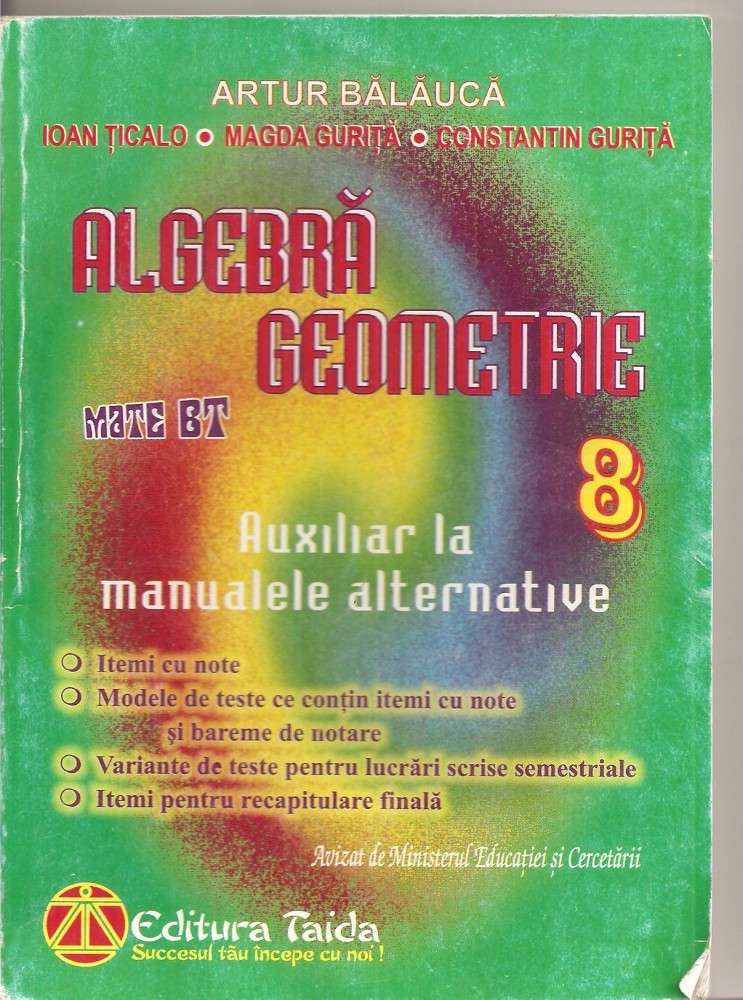 ARTUR BĂLĂUCĂ
IOAN ȚICALO ● MAGDA GURIȚĂ ● CONSTANTIN GURIȚĂ
ALGEBRĂ
GEOMETRIE
MATE BT
8
Auxiliar la
manualele alternative
❍ Itemi cu note
❍ Modele de teste ce conțin itemi cu note
și bareme de notare
❍ Variante de teste pentru lucrări scrise semestriale
❍ Itemi pentru recapitulare finală
Avizat de Ministerul Educației și Cercetării
Editura Taida
Succesul tău începe cu noi !